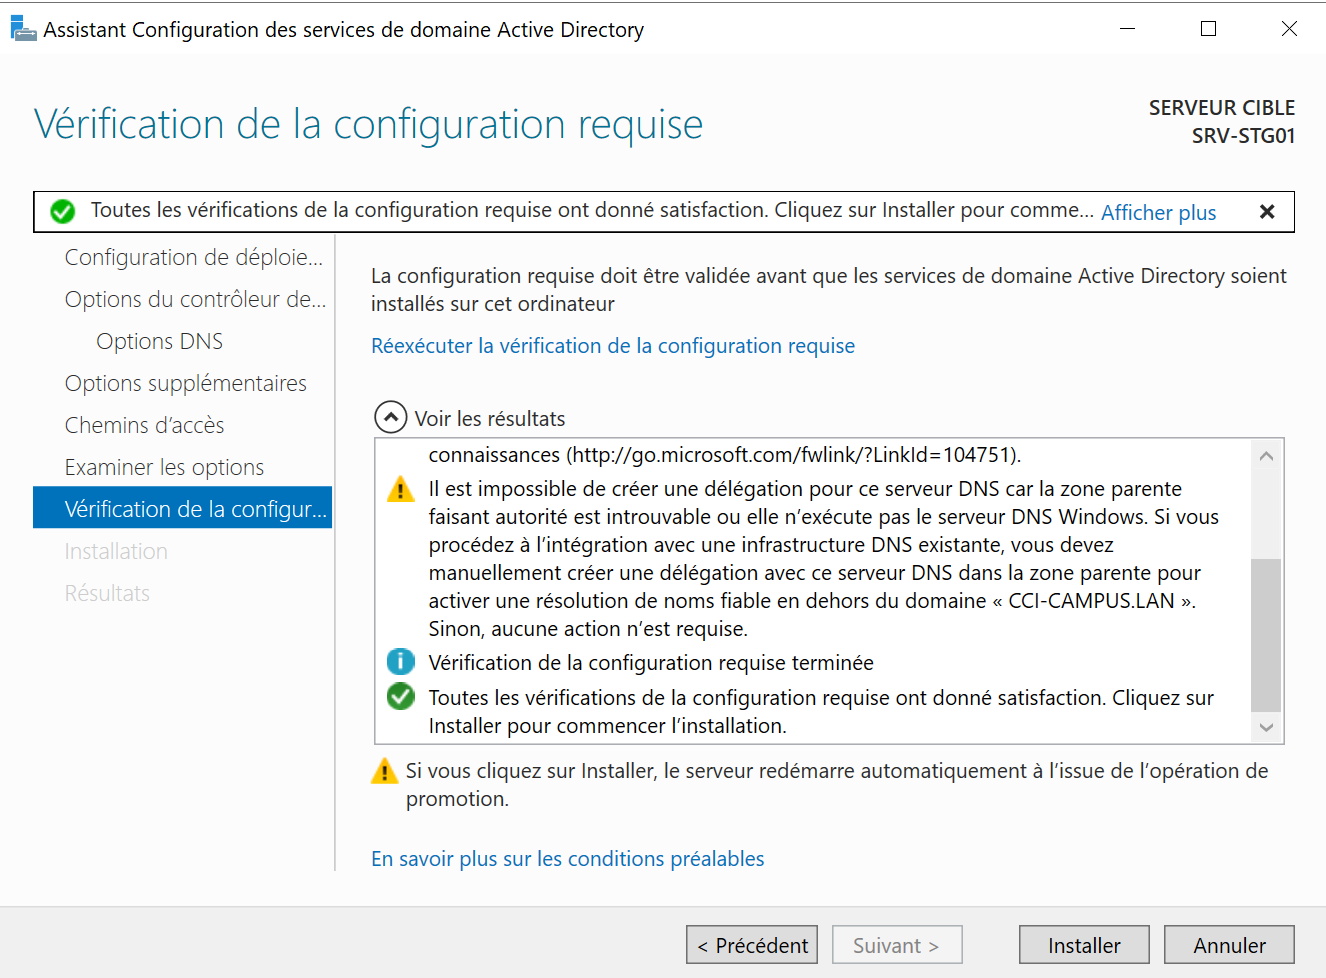 Assistant Configuration des services de domaine Active Directory
Vérification de la configuration requise
SERVEUR CIBLE
SRV-STG01
Toutes les vérifications de la configuration requise ont donné satisfaction. Cliquez sur Installer pour comme... Afficher plus
Configuration de déploie...
Options du contrôleur de...
Options DNS
Options supplémentaires
Chemins d’accès
Examiner les options
Vérification de la configur...
Installation
Résultats
La configuration requise doit être validée avant que les services de domaine Active Directory soient
installés sur cet ordinateur
Réexécuter la vérification de la configuration requise
Voir les résultats
connaissances (http://go.microsoft.com/fwlink/?LinkId=104751).
Il est impossible de créer une délégation pour ce serveur DNS car la zone parente
faisant autorité est introuvable ou elle n’exécute pas le serveur DNS Windows. Si vous
procédez à l’intégration avec une infrastructure DNS existante, vous devez
manuellement créer une délégation avec ce serveur DNS dans la zone parente pour
activer une résolution de noms fiable en dehors du domaine « CCI-CAMPUS.LAN ».
Sinon, aucune action n’est requise.
Vérification de la configuration requise terminée
Toutes les vérifications de la configuration requise ont donné satisfaction. Cliquez sur
Installer pour commencer l’installation.
Si vous cliquez sur Installer, le serveur redémarre automatiquement à l’issue de l’opération de
promotion.
En savoir plus sur les conditions préalables
< Précédent
Suivant >
Installer
Annuler